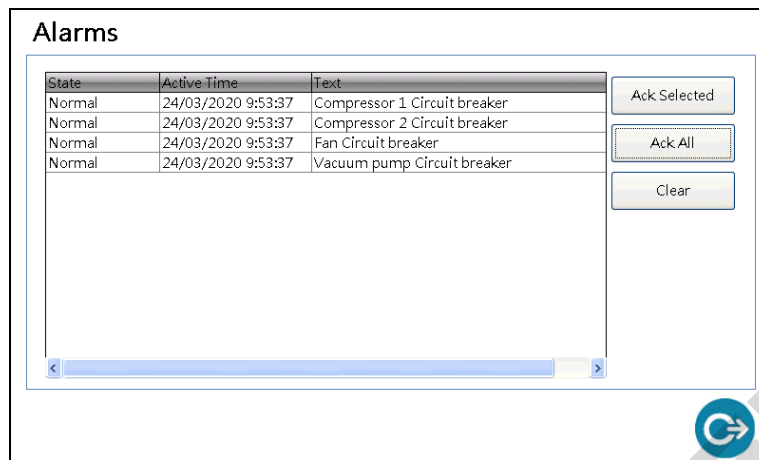 Alarms
State Active Time Text
Normal 24/03/2020 9:53:37 Compressor 1 Circuit breaker
Normal 24/03/2020 9:53:37 Compressor 2 Circuit breaker
Normal 24/03/2020 9:53:37 Fan Circuit breaker
Normal 24/03/2020 9:53:37 Vacuum pump Circuit breaker
Ack Selected
Ack All
Clear